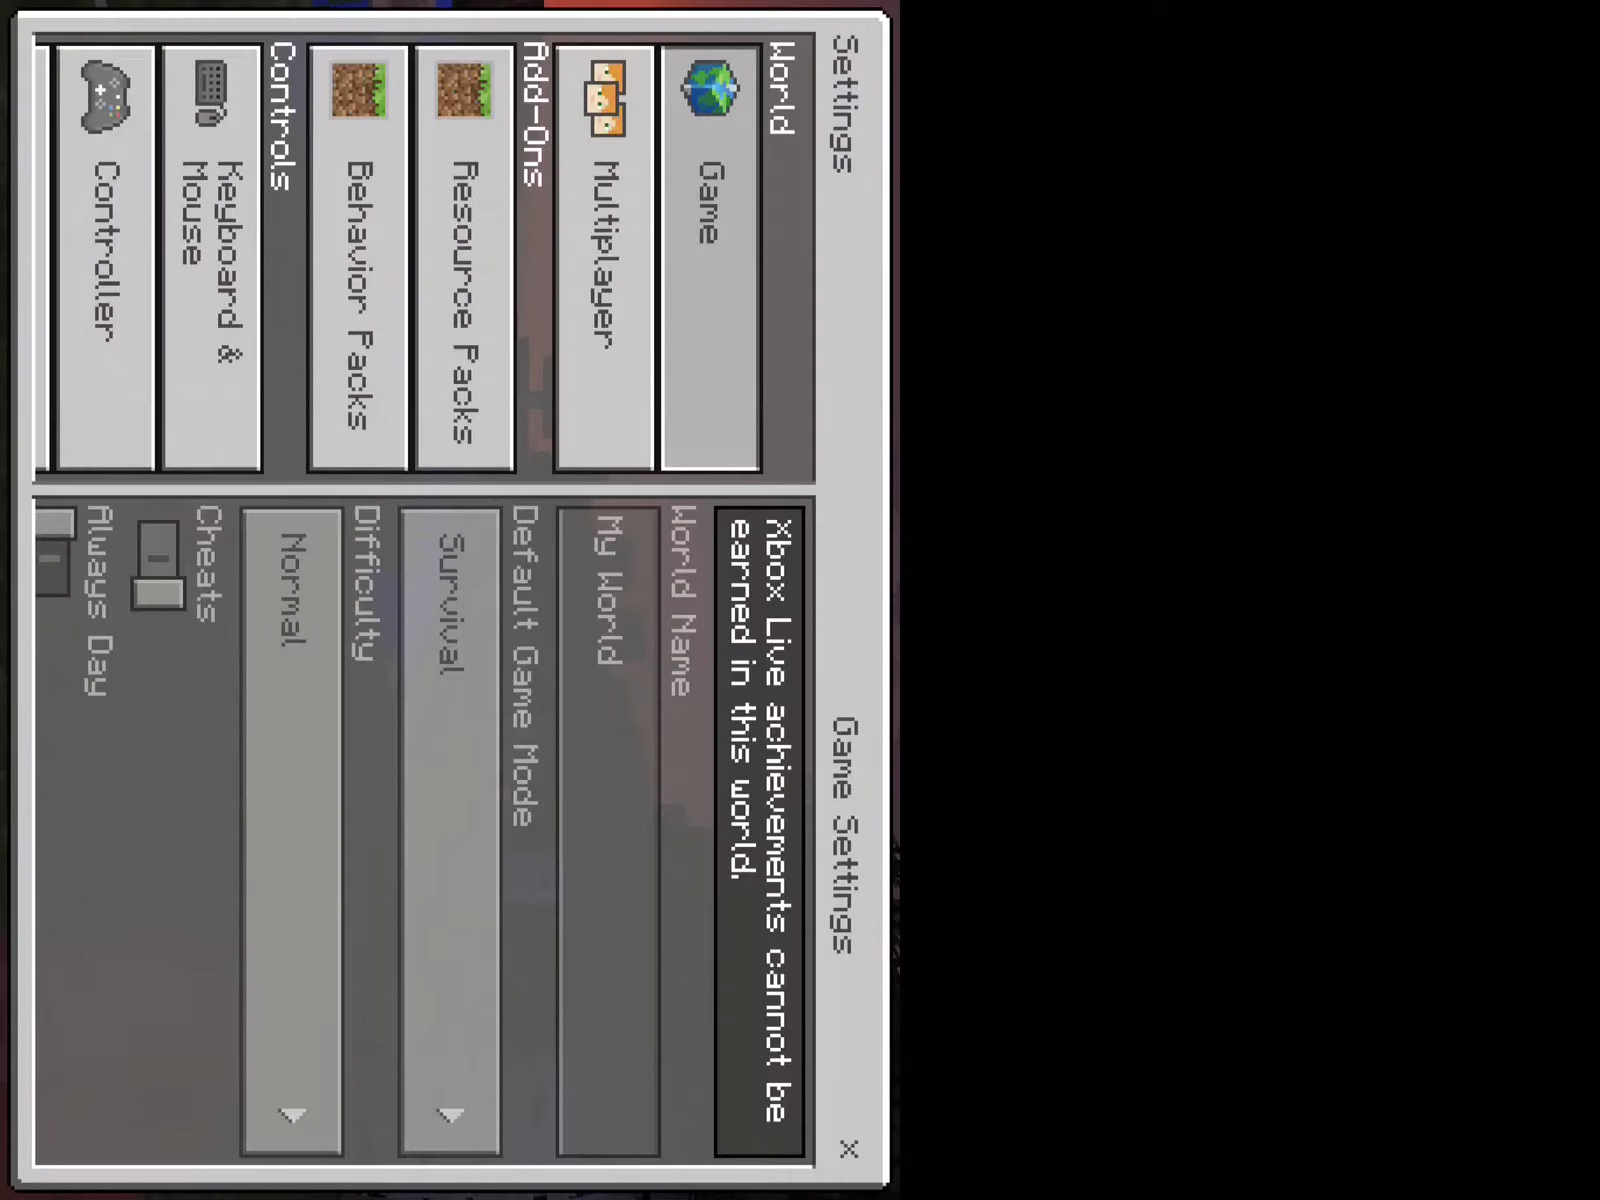 Settings
Game Settings
x
World
Game
Multiplayer
Add-Ons
Resource Packs
Behavior Packs
Controls
Keyboard &
Mouse
Controller
Xbox Live achievements cannot be
earned in this world.
World Name
My World
Default Game Mode
Survival
Difficulty
Normal
Cheats
Always Day